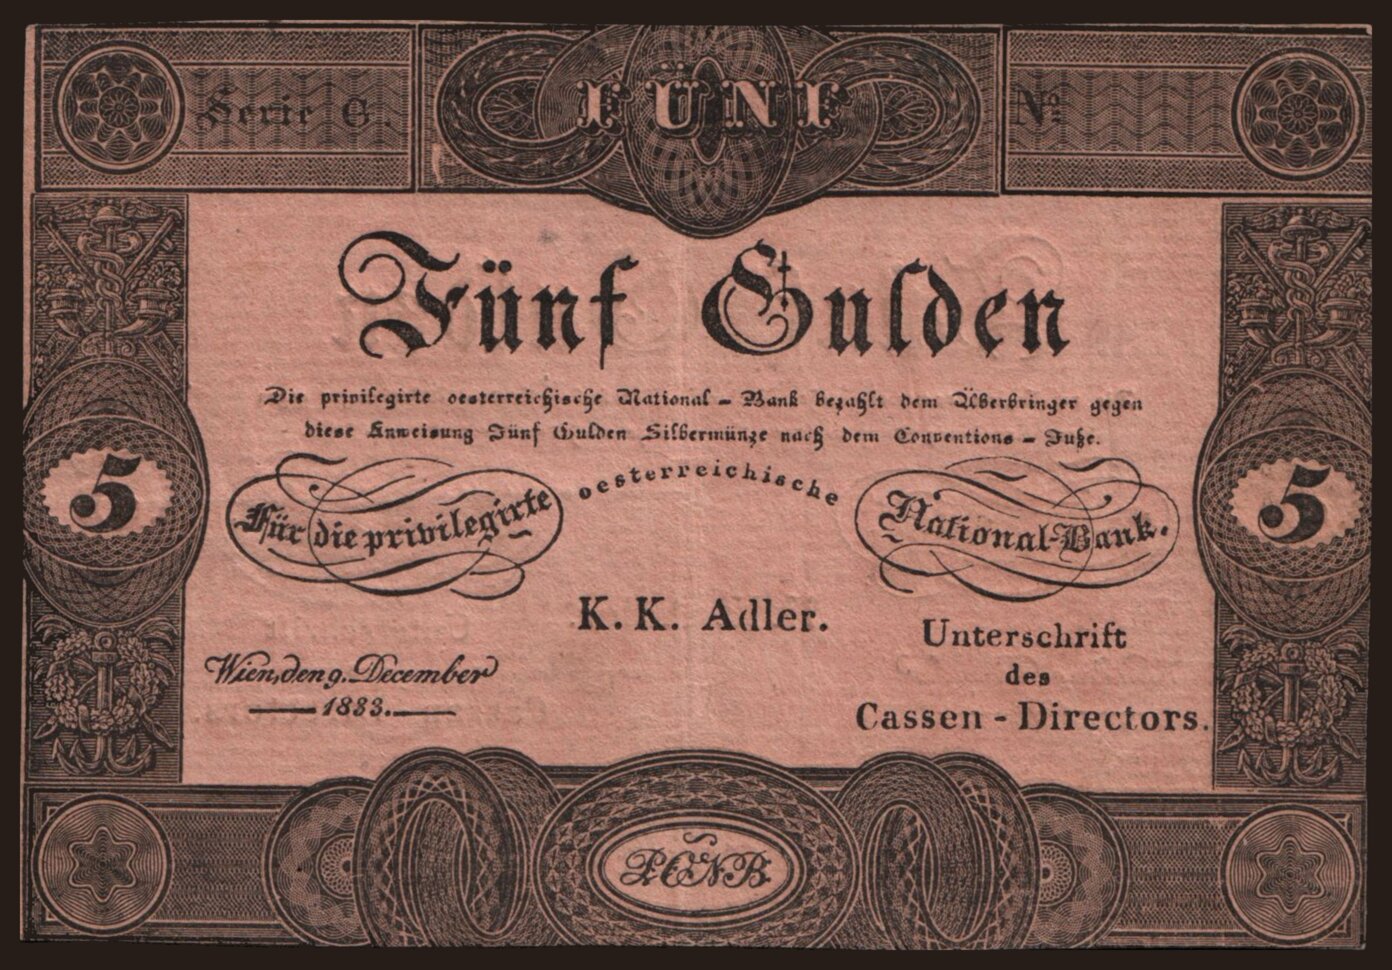 Serie G.
FÜNF
No
Fünf Gulden
Die privilegirte oesterreichische National - Bank bezahlt dem Überbringer gegen
diese Anweisung Fünf Gulden Silbermünze nach dem Conventions - Fuße.
Für die privilegirte oesterreichische National-Bank.
5
5
K. K. Adler.
Wien, den 9. December
1833.
Unterschrift
des
Cassen - Directors.
PÖNB